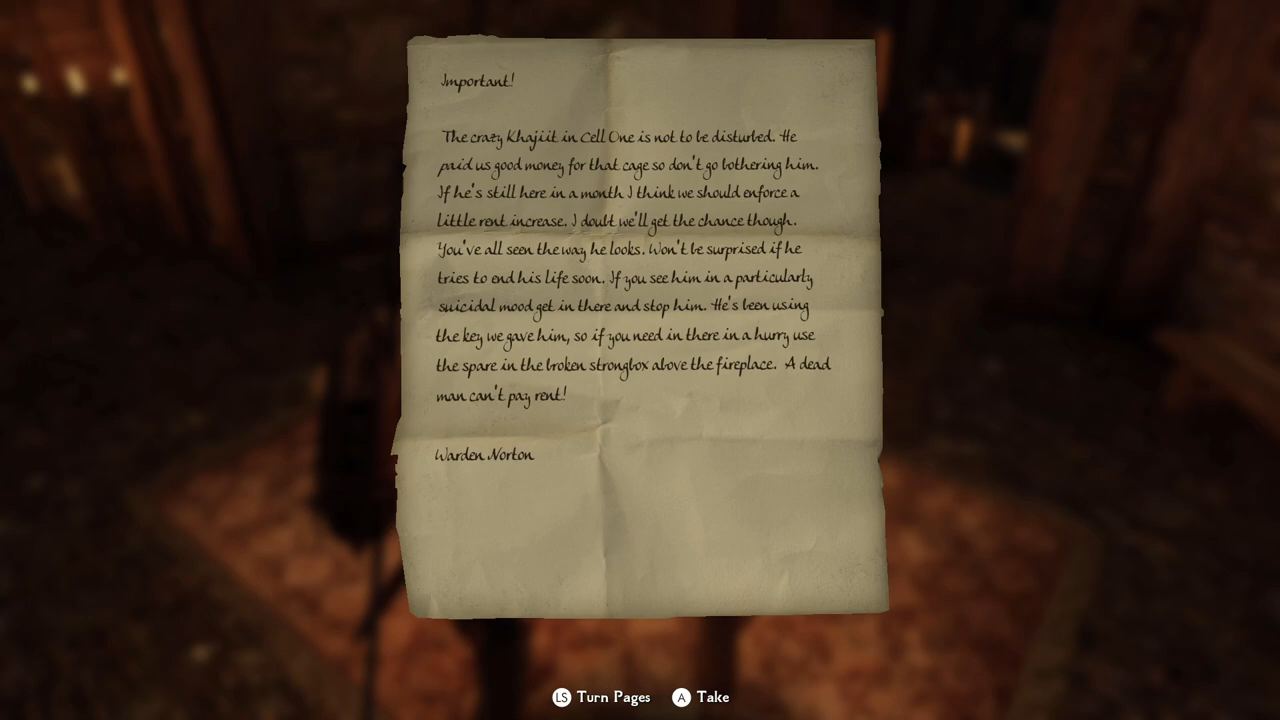 Important!
The crazy Khajiit in Cell One is not to be disturbed. He
paid us good money for that cage so don't go bothering him.
If he's still here in a month I think we should enforce a
little rent increase. I doubt we'll get the chance though.
You've all seen the way he looks. Won't be surprised if he
tries to end his life soon. If you see him in a particularly
suicidal mood get in there and stop him. He's been using
the key we gave him, so if you need in there in a hurry use
the spare in the broken strongbox above the fireplace. A dead
man can't pay rent!
Warden Norton
LS Turn Pages A Take